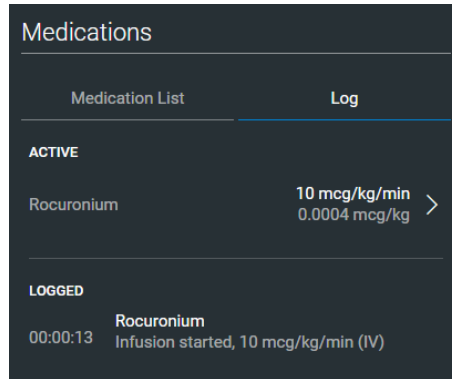 Medications
Medication List
Log
ACTIVE
Rocuronium
10 mcg/kg/min
0.0004 mcg/kg
LOGGED
00:00:13
Rocuronium
Infusion started, 10 mcg/kg/min (IV)